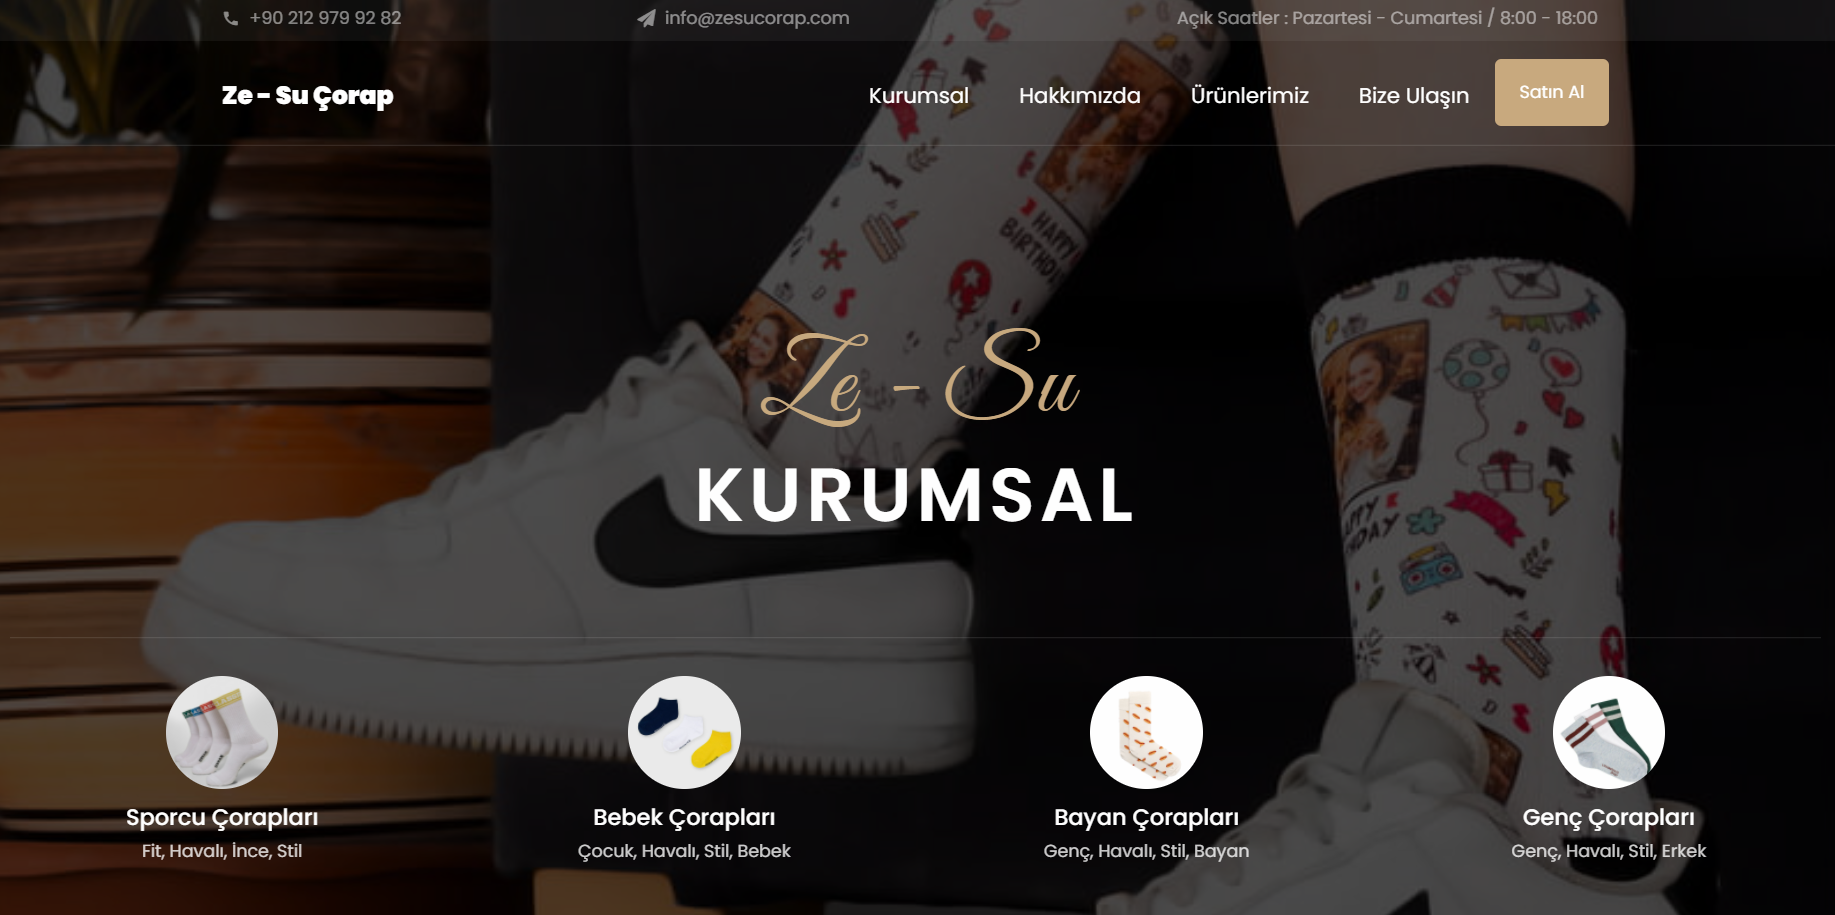 +90 212 979 92 82
info@zesucorap.com
Açık Saatler : Pazartesi - Cumartesi / 8:00 - 18:00
Ze - Su Çorap
Kurumsal
Hakkımızda
Ürünlerimiz
Bize Ulaşın
Satın Al
HAPPY
BIRTHDAY
Ze - Su
KURUMSAL
Sporcu Çorapları
Bebek Çorapları
Bayan Çorapları
Genç Çorapları
Fit, Havalı, İnce, Stil
Çocuk, Havalı, Stil, Bebek
Genç, Havalı, Stil, Bayan
Genç, Havalı, Stil, Erkek